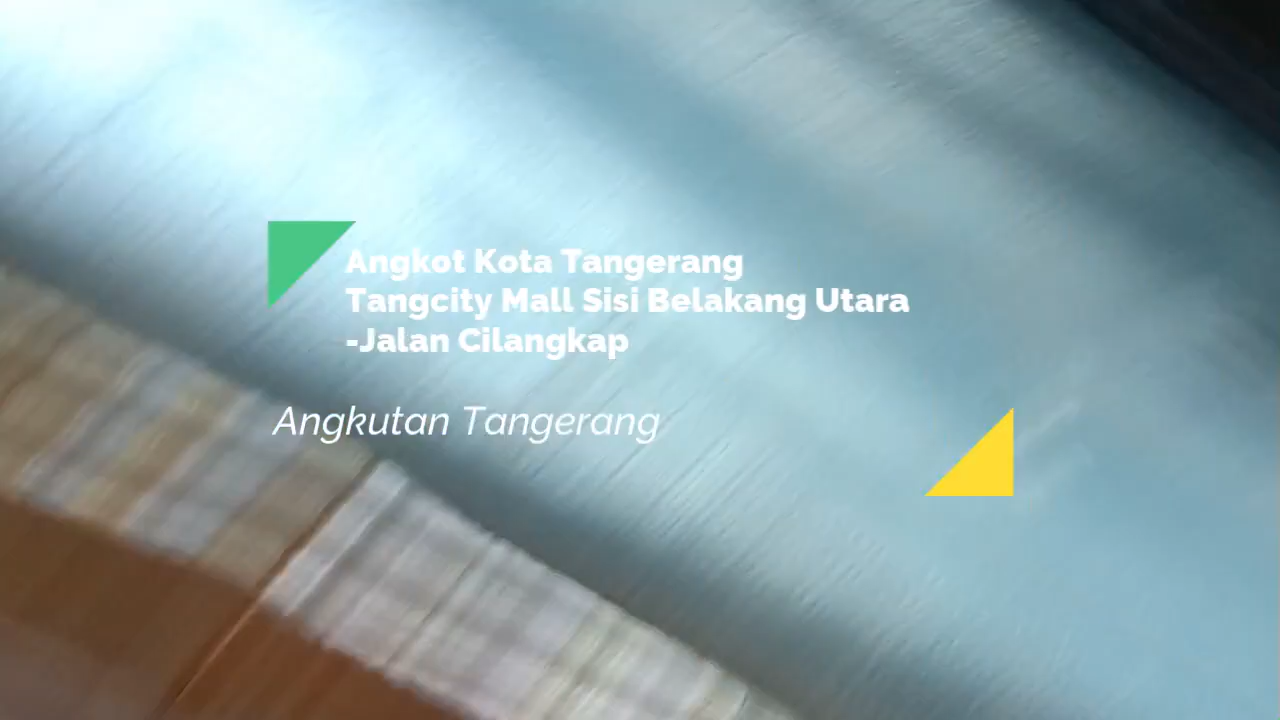 Angkot Kota Tangerang
Tangcity Mall Sisi Belakang Utara
-Jalan Cilangkap
Angkutan Tangerang